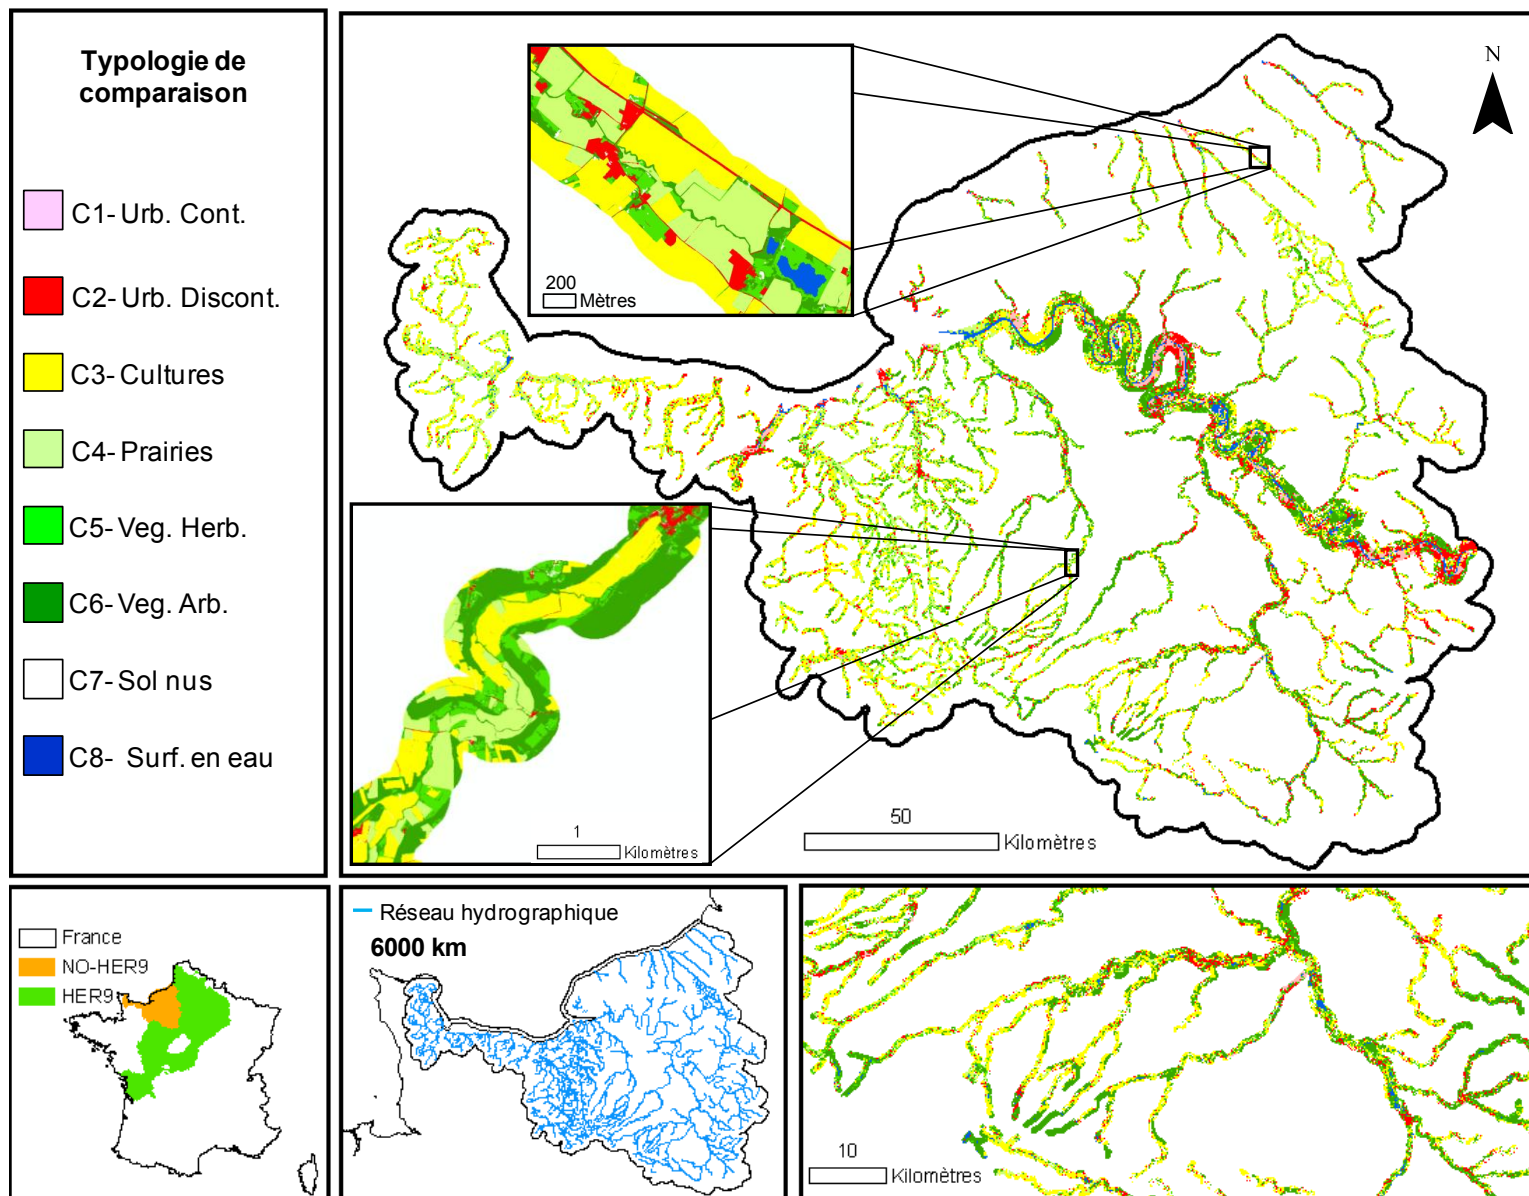 Typologie de
comparaison
C1- Urb. Cont.
C2- Urb. Discont.
C3- Cultures
C4- Prairies
C5- Veg. Herb.
C6- Veg. Arb.
C7- Sol nus
C8- Surf. en eau
N
200
Mètres
1
Kilomètres
50
Kilomètres
France
NO-HER9
HER9
Réseau hydrographique
6000 km
10
Kilomètres